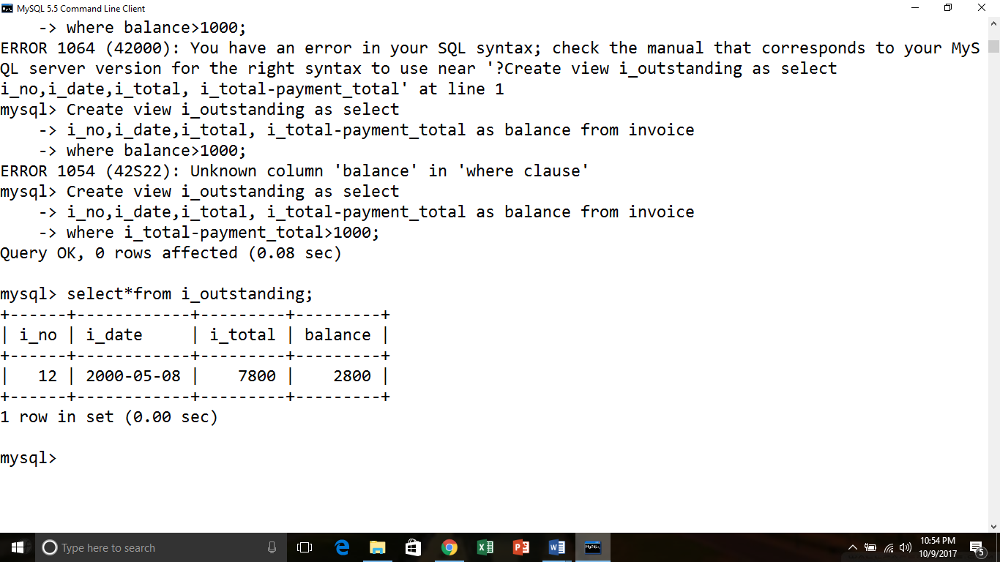 MySQL 5.5 Command Line Client
    -> where balance>1000;
ERROR 1064 (42000): You have an error in your SQL syntax; check the manual that corresponds to your MyS
QL server version for the right syntax to use near '?Create view i_outstanding as select
i_no,i_date,i_total, i_total-payment_total' at line 1
mysql> Create view i_outstanding as select
    -> i_no,i_date,i_total, i_total-payment_total as balance from invoice
    -> where balance>1000;
ERROR 1054 (42S22): Unknown column 'balance' in 'where clause'
mysql> Create view i_outstanding as select
    -> i_no,i_date,i_total, i_total-payment_total as balance from invoice
    -> where i_total-payment_total>1000;
Query OK, 0 rows affected (0.08 sec)

mysql> select*from i_outstanding;
+------+------------+---------+---------+
| i_no | i_date     | i_total | balance |
+------+------------+---------+---------+
|   12 | 2000-05-08 |    7800 |    2800 |
+------+------------+---------+---------+
1 row in set (0.00 sec)

mysql>
Type here to search
10:54 PM
10/9/2017
5